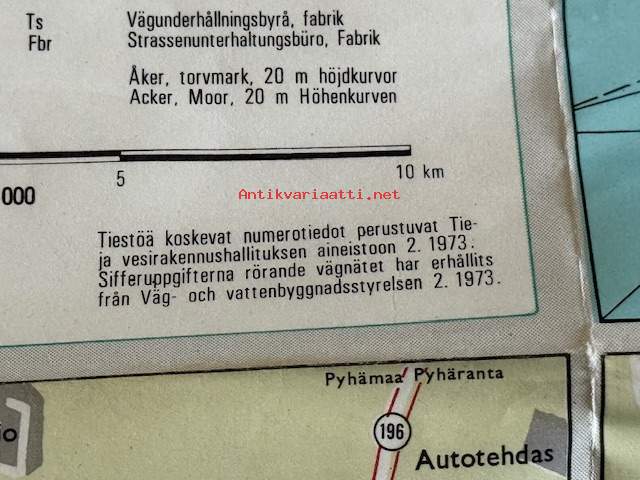 Ts Vägunderhållningsbyrå, fabrik
Fbr Strassenunterhaltungsbüro, Fabrik
Åker, torvmark, 20 m höjdkurvor
Acker, Moor, 20 m Höhenkurven
5 10 km
000
Antikvariaatti.net
Tiestöä koskevat numerotiedot perustuvat Tie-
ja vesirakennushallituksen aineistoon 2. 1973.
Sifferuppgifterna rörande vägnätet har erhållits
från Väg- och vattenbyggnadsstyrelsen 2. 1973.
Pyhämaa Pyhäranta
196
Autotehdas